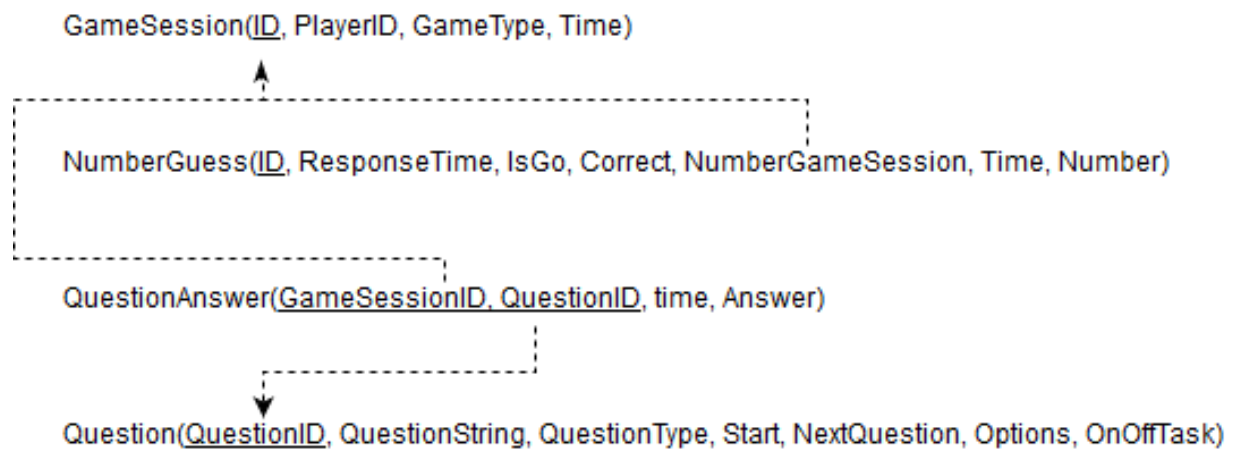 GameSession(ID, PlayerID, GameType, Time)
NumberGuess(ID, ResponseTime, IsGo, Correct, NumberGameSession, Time, Number)
QuestionAnswer(GameSessionID, QuestionID, time, Answer)
Question(QuestionID, QuestionString, QuestionType, Start, NextQuestion, Options, OnOffTask)